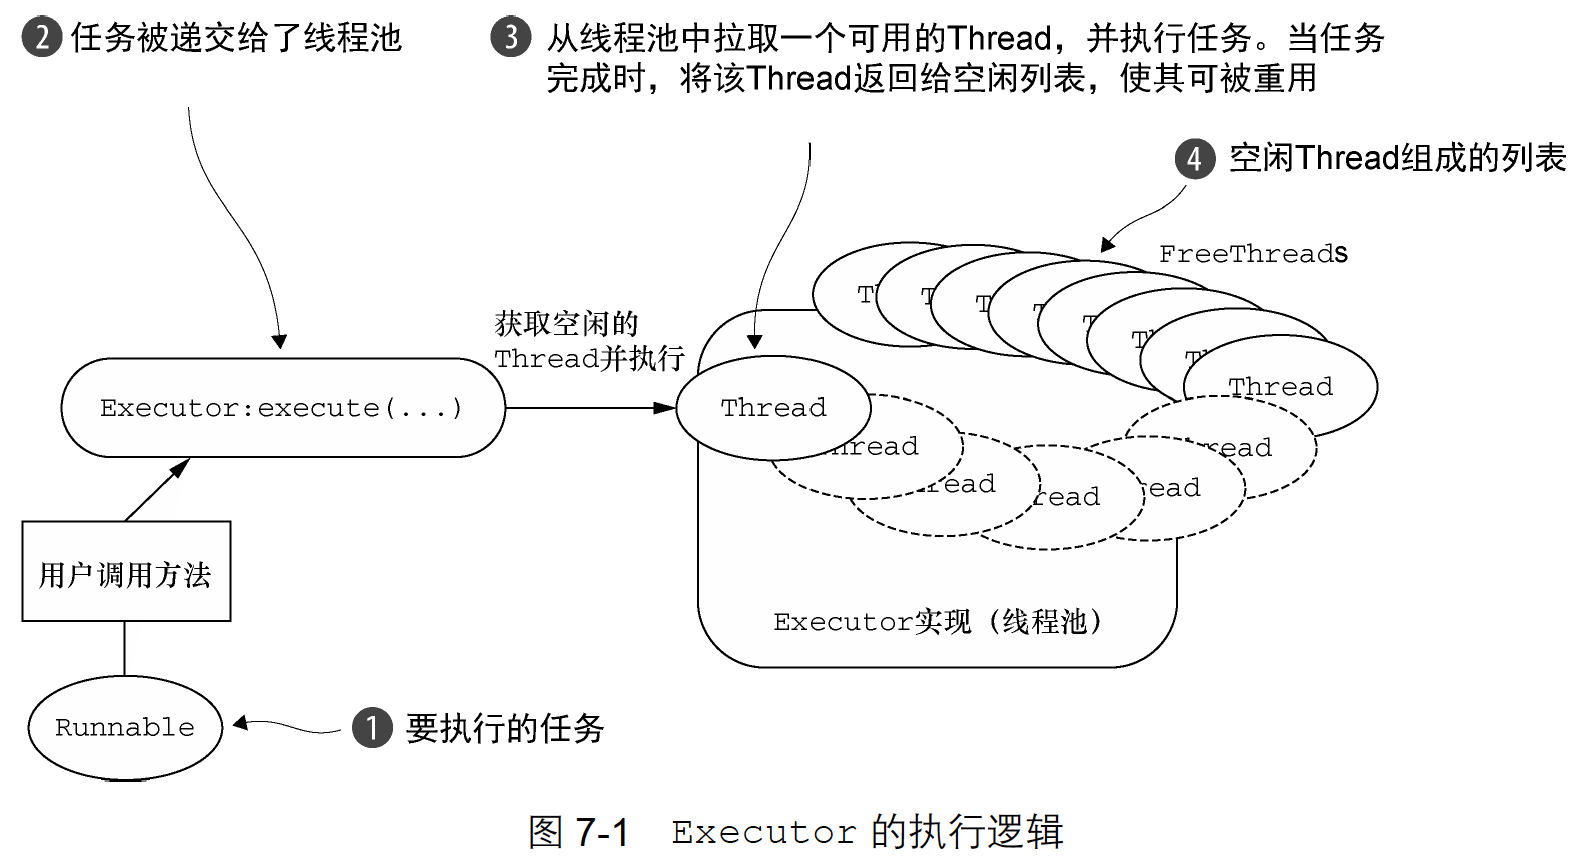 2 任务被递交给了线程池
3 从线程池中拉取一个可用的Thread，并执行任务。当任务
完成时，将该Thread返回给空闲列表，使其可被重用
4 空闲Thread组成的列表
FreeThreads
Th
T
T
T
T
Th
Th
Thread
获取空闲的
Thread并执行
Executor:execute(...)
Thread
hread
read
read
read
hread
用户调用方法
Executor实现（线程池）
Runnable
1 要执行的任务
图 7-1 Executor 的执行逻辑